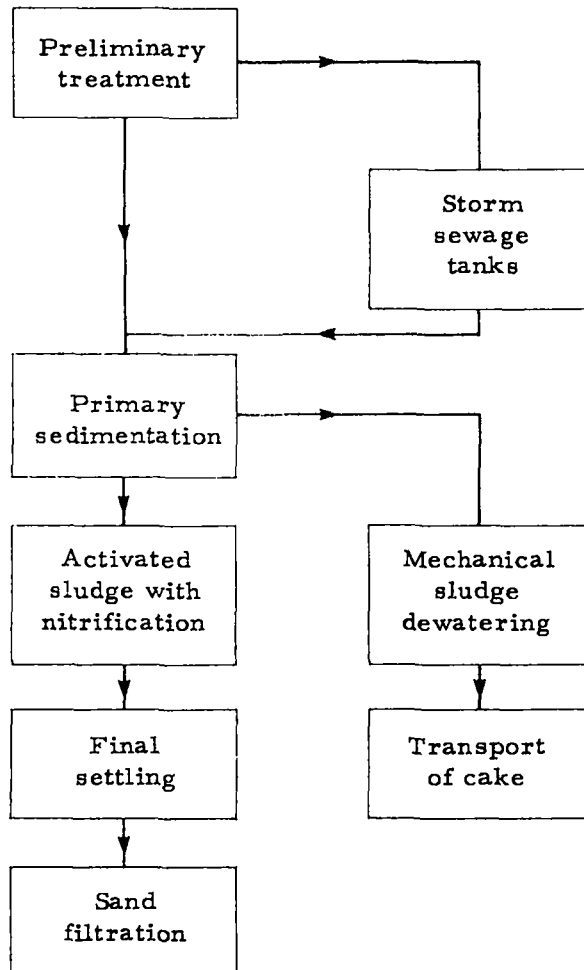 Preliminary
treatment
Storm
sewage
tanks
Primary
sedimentation
Activated
sludge with
nitrification
Mechanical
sludge
dewatering
Final
settling
Transport
of cake
Sand
filtration